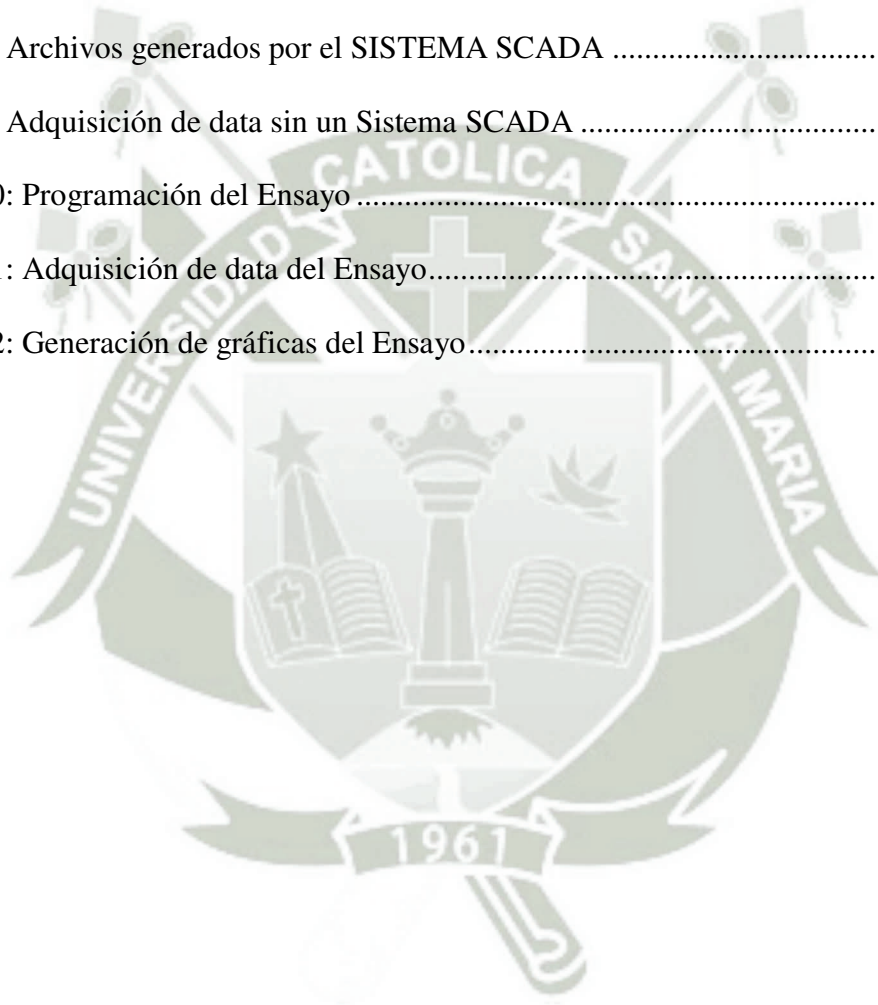 Archivos generados por el SISTEMA SCADA ..................................
Adquisición de data sin un Sistema SCADA ......................................
0: Programación del Ensayo ..................................................................
1: Adquisición de data del Ensayo.........................................................
2: Generación de gráficas del Ensayo....................................................
UNIVERSIDAD CATOLICA SANTA MARIA
1961